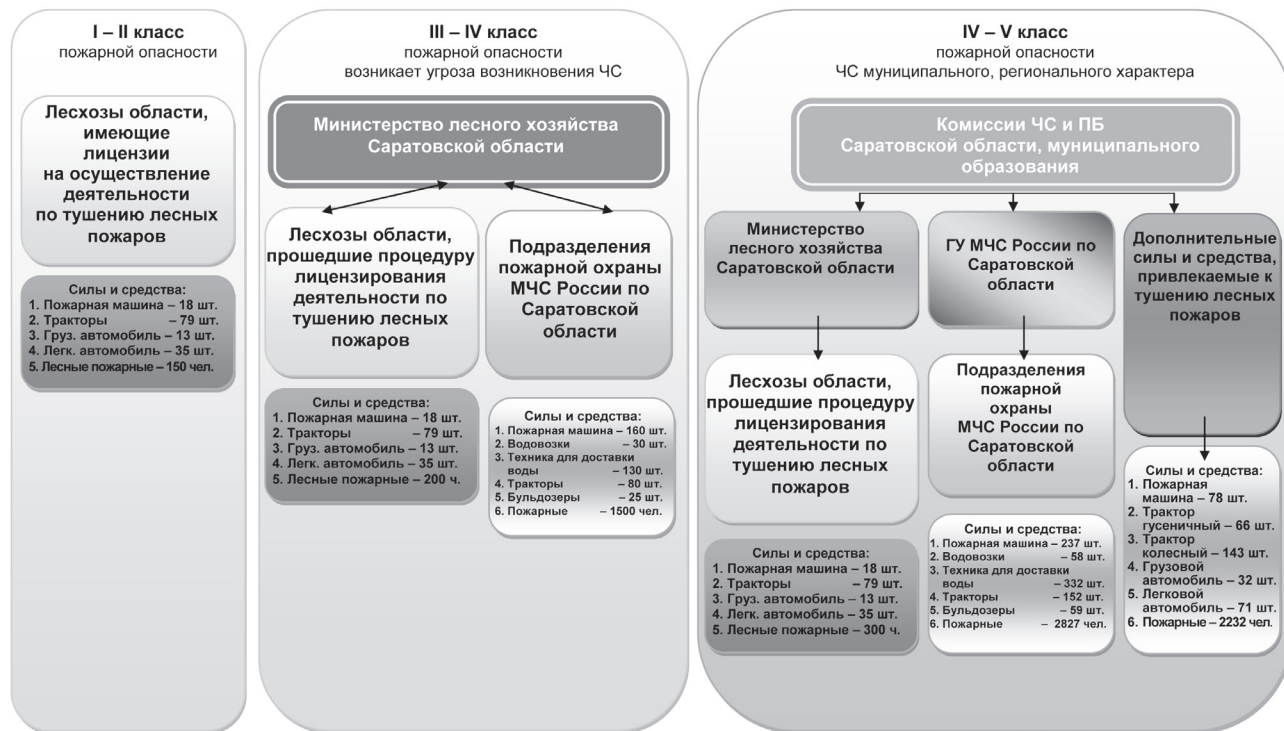 I – II класс
пожарной опасности
Лесхозы области,
имеющие
лицензии
на осуществление
деятельности
по тушению лесных
пожаров
Силы и средства:
1. Пожарная машина – 18 шт.
2. Тракторы – 79 шт.
3. Груз. автомобиль – 13 шт.
4. Легк. автомобиль – 35 шт.
5. Лесные пожарные – 150 чел.
III – IV класс
пожарной опасности
возникает угроза возникновения ЧС
Министерство лесного хозяйства
Саратовской области
Лесхозы области,
прошедшие процедуру
лицензирования
деятельности по
тушению лесных
пожаров
Силы и средства:
1. Пожарная машина – 18 шт.
2. Тракторы – 79 шт.
3. Груз. автомобиль – 13 шт.
4. Легк. автомобиль – 35 шт.
5. Лесные пожарные – 200 ч.
Подразделения
пожарной охраны
МЧС России по
Саратовской
области
Силы и средства:
1. Пожарная машина – 160 шт.
2. Водовозки – 30 шт.
3. Техника для доставки
воды – 130 шт.
4. Тракторы – 80 шт.
5. Бульдозеры – 25 шт.
6. Пожарные – 1500 чел.
IV – V класс
пожарной опасности
ЧС муниципального, регионального характера
Комиссии ЧС и ПБ
Саратовской области, муниципального
образования
Министерство
лесного хозяйства
Саратовской области
Лесхозы области,
прошедшие процедуру
лицензирования
деятельности по
тушению лесных
пожаров
Силы и средства:
1. Пожарная машина – 18 шт.
2. Тракторы – 79 шт.
3. Груз. автомобиль – 13 шт.
4. Легк. автомобиль – 35 шт.
5. Лесные пожарные – 300 ч.
ГУ МЧС России по
Саратовской
области
Подразделения
пожарной
охраны
МЧС России по
Саратовской
области
Силы и средства:
1. Пожарная машина – 237 шт.
2. Водовозки – 58 шт.
3. Техника для доставки
воды – 332 шт.
4. Тракторы – 152 шт.
5. Бульдозеры – 59 шт.
6. Пожарные – 2827 чел.
Дополнительные
силы и средства,
привлекаемые к
тушению лесных
пожаров
Силы и средства:
1. Пожарная
машина – 78 шт.
2. Трактор
гусеничный – 66 шт.
3. Трактор
колесный – 143 шт.
4. Грузовой
автомобиль – 32 шт.
5. Легковой
автомобиль – 71 шт.
6. Пожарные – 2232 чел.